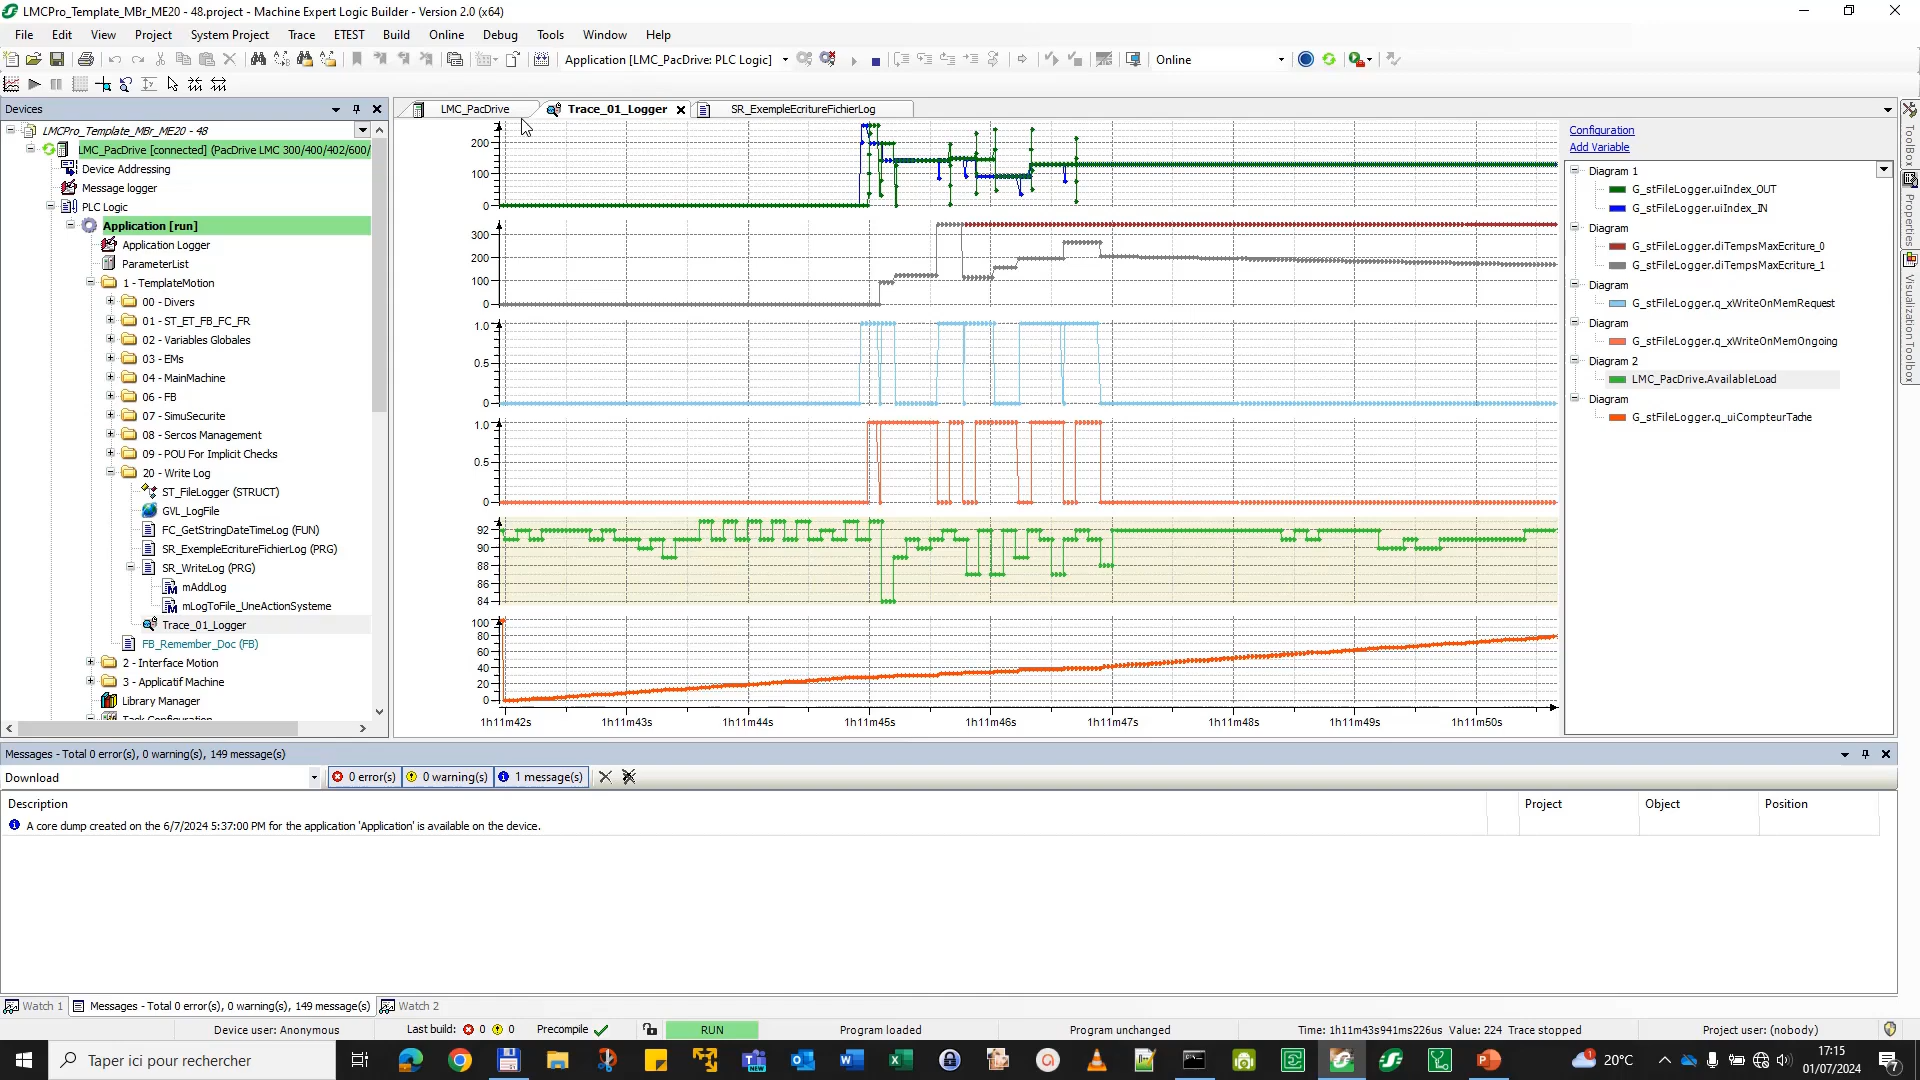 LMCPro_Template_MBr_ME20 - 48.project - Machine Expert Logic Builder - Version 2.0 (x64)
File Edit View Project System Project Trace ETEST Build Online Debug Tools Window Help
Application [LMC_PacDrive: PLC Logic] Online
Devices
LMCPro_Template_MBr_ME20 - 48
LMC_PacDrive [connected] (PacDrive LMC 300/400/402/600/
Device Addressing
Message logger
PLC Logic
Application [run]
Application Logger
ParameterList
1 - TemplateMotion
00 - Divers
01 - ST_ET_FB_FC_FR
02 - Variables Globales
03 - EMs
04 - MainMachine
06 - FB
07 - SimuSecurite
08 - Sercos Management
09 - POU For Implicit Checks
20 - Write Log
ST_FileLogger (STRUCT)
GVL_LogFile
FC_GetStringDateTimeLog (FUN)
SR_ExempleEcritureFichierLog (PRG)
SR_WriteLog (PRG)
mAddLog
mLogToFile_UneActionSysteme
Trace_01_Logger
FB_Remember_Doc (FB)
2 - Interface Motion
3 - Applicatif Machine
Library Manager
Task Configuration
LMC_PacDrive Trace_01_Logger SR_ExempleEcritureFichierLog
200
100
0
300
200
100
0
1.0
0.5
0
1.0
0.5
0
92
90
88
86
84
100
80
60
40
20
0
1h11m42s 1h11m43s 1h11m44s 1h11m45s 1h11m46s 1h11m47s 1h11m48s 1h11m49s 1h11m50s
Configuration
Add Variable
Diagram 1
G_stFileLogger.uiIndex_OUT
G_stFileLogger.uiIndex_IN
Diagram
G_stFileLogger.diTempsMaxEcriture_0
G_stFileLogger.diTempsMaxEcriture_1
Diagram
G_stFileLogger.q_xWriteOnMemRequest
Diagram
G_stFileLogger.q_xWriteOnMemOngoing
Diagram 2
LMC_PacDrive.AvailableLoad
Diagram
G_stFileLogger.q_uiCompteurTache
ToolBox
Properties
VisualizationToolbox
Messages - Total 0 error(s), 0 warning(s), 149 message(s)
Download 0 error(s) 0 warning(s) 1 message(s)
Description Project Object Position
A core dump created on the 6/7/2024 5:37:00 PM for the application 'Application' is available on the device.
Watch 1 Messages - Total 0 error(s), 0 warning(s), 149 message(s) Watch 2
Device user: Anonymous Last build: 0 0 Precompile RUN Program loaded Program unchanged Time: 1h11m43s941ms226us Value: 224 Trace stopped Project user: (nobody)
Taper ici pour rechercher 20°C 17:15
01/07/2024